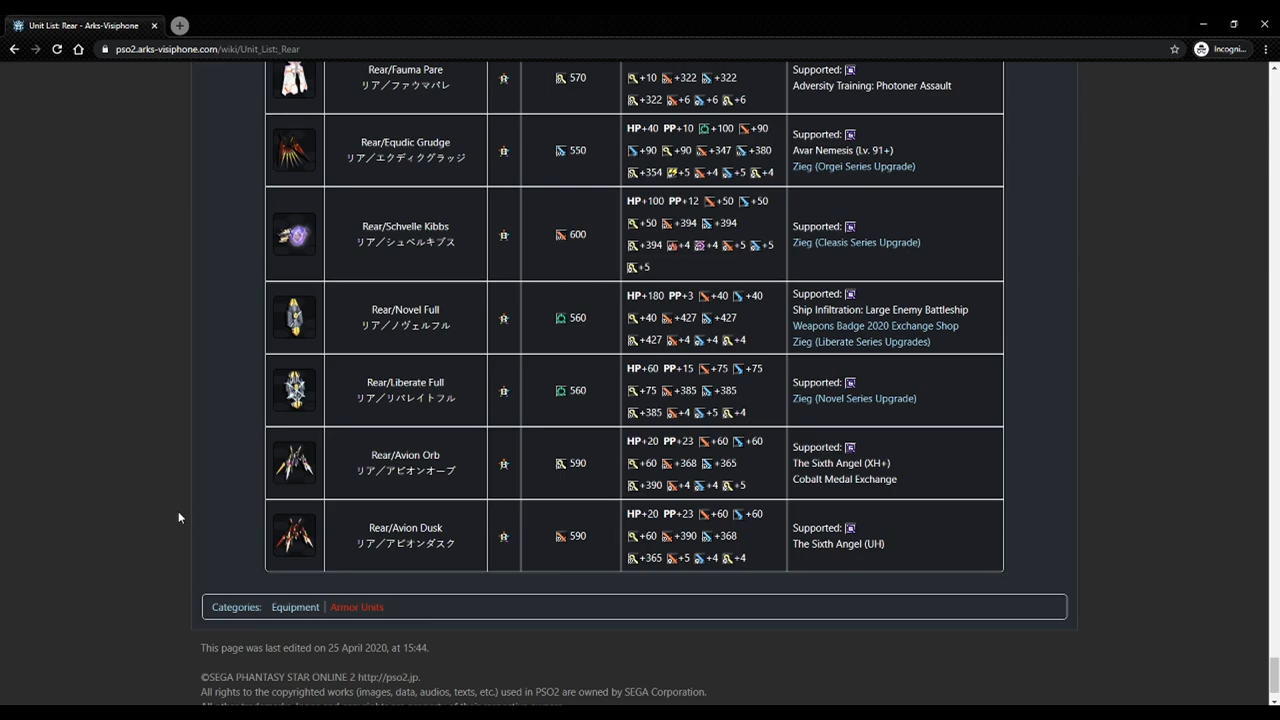 Unit List: Rear - Arks-Visiphone
pso2.arks-visiphone.com/wiki/Unit_List:_Rear
Incogni...
Rear/Fauma Pare
リア／ファウマパレ
570
+10 +322 +322
+322 +6 +6 +6
Supported:
Adversity Training: Photoner Assault
Rear/Equdic Grudge
リア／エクディクグラッジ
550
HP+40 PP+10 +100 +90
+90 +90 +347 +380
+354 +5 +4 +5 +4
Supported:
Avar Nemesis (Lv. 91+)
Zieg (Orgei Series Upgrade)
Rear/Schvelle Kibbs
リア／シュベルキブス
600
HP+100 PP+12 +50 +50
+50 +394 +394
+394 +4 +4 +5 +5
+5
Supported:
Zieg (Cleasis Series Upgrade)
Rear/Novel Full
リア／ノヴェルフル
560
HP+180 PP+3 +40 +40
+40 +427 +427
+427 +4 +4 +4
Supported:
Ship Infiltration: Large Enemy Battleship
Weapons Badge 2020 Exchange Shop
Zieg (Liberate Series Upgrades)
Rear/Liberate Full
リア／リバレイトフル
560
HP+60 PP+15 +75 +75
+75 +385 +385
+385 +4 +5 +4
Supported:
Zieg (Novel Series Upgrade)
Rear/Avion Orb
リア／アビオンオーブ
590
HP+20 PP+23 +60 +60
+60 +368 +365
+390 +4 +4 +5
Supported:
The Sixth Angel (XH+)
Cobalt Medal Exchange
Rear/Avion Dusk
リア／アビオンダスク
590
HP+20 PP+23 +60 +60
+60 +390 +368
+365 +5 +4 +4
Supported:
The Sixth Angel (UH)
Categories: Equipment | Armor Units
This page was last edited on 25 April 2020, at 15:44.
©SEGA PHANTASY STAR ONLINE 2 http://pso2.jp.
All rights to the copyrighted works (images, data, audios, texts, etc.) used in PSO2 are owned by SEGA Corporation.